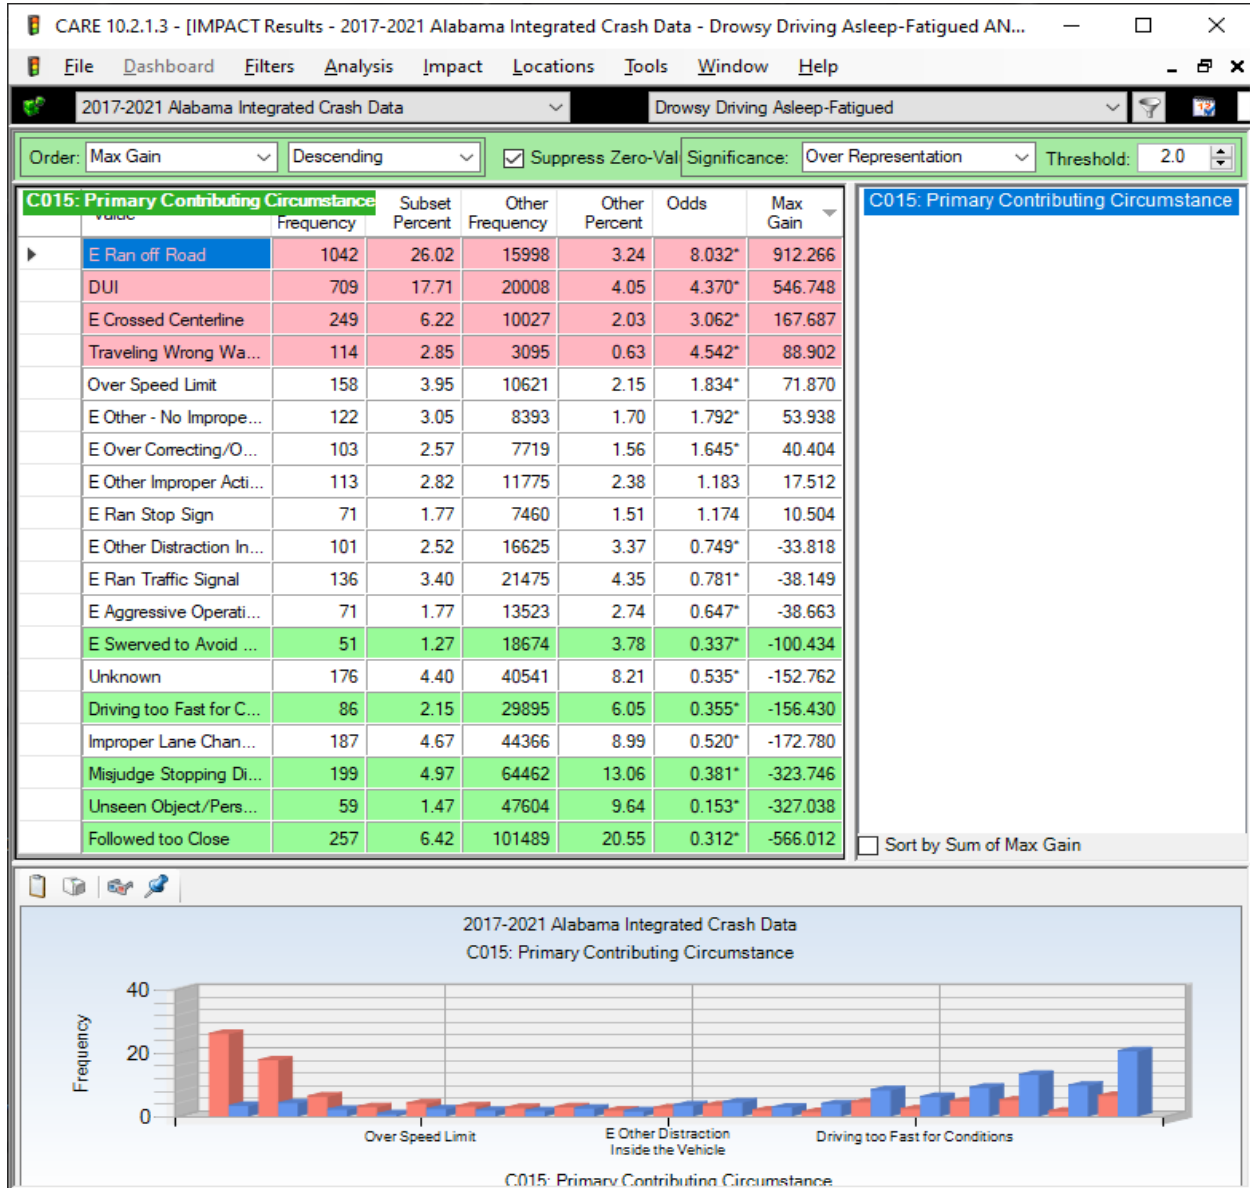 CARE 10.2.1.3 - [IMPACT Results - 2017-2021 Alabama Integrated Crash Data - Drowsy Driving Asleep-Fatigued AN...
File Dashboard Filters Analysis Impact Locations Tools Window Help
2017-2021 Alabama Integrated Crash Data Drowsy Driving Asleep-Fatigued
Order: Max Gain Descending Suppress Zero-Val Significance: Over Representation Threshold: 2.0
C015: Primary Contributing Circumstance Frequency Subset Percent Other Frequency Other Percent Odds Max Gain
E Ran off Road 1042 26.02 15998 3.24 8.032* 912.266
DUI 709 17.71 20008 4.05 4.370* 546.748
E Crossed Centerline 249 6.22 10027 2.03 3.062* 167.687
Traveling Wrong Wa... 114 2.85 3095 0.63 4.542* 88.902
Over Speed Limit 158 3.95 10621 2.15 1.834* 71.870
E Other - No Imprope... 122 3.05 8393 1.70 1.792* 53.938
E Over Correcting/O... 103 2.57 7719 1.56 1.645* 40.404
E Other Improper Acti... 113 2.82 11775 2.38 1.183 17.512
E Ran Stop Sign 71 1.77 7460 1.51 1.174 10.504
E Other Distraction In... 101 2.52 16625 3.37 0.749* -33.818
E Ran Traffic Signal 136 3.40 21475 4.35 0.781* -38.149
E Aggressive Operati... 71 1.77 13523 2.74 0.647* -38.663
E Swerved to Avoid ... 51 1.27 18674 3.78 0.337* -100.434
Unknown 176 4.40 40541 8.21 0.535* -152.762
Driving too Fast for C... 86 2.15 29895 6.05 0.355* -156.430
Improper Lane Chan... 187 4.67 44366 8.99 0.520* -172.780
Misjudge Stopping Di... 199 4.97 64462 13.06 0.381* -323.746
Unseen Object/Pers... 59 1.47 47604 9.64 0.153* -327.038
Followed too Close 257 6.42 101489 20.55 0.312* -566.012
C015: Primary Contributing Circumstance
Sort by Sum of Max Gain
2017-2021 Alabama Integrated Crash Data
C015: Primary Contributing Circumstance
Frequency
40
20
0
Over Speed Limit
E Other Distraction
Inside the Vehicle
Driving too Fast for Conditions
C015: Primary Contributing Circumstance